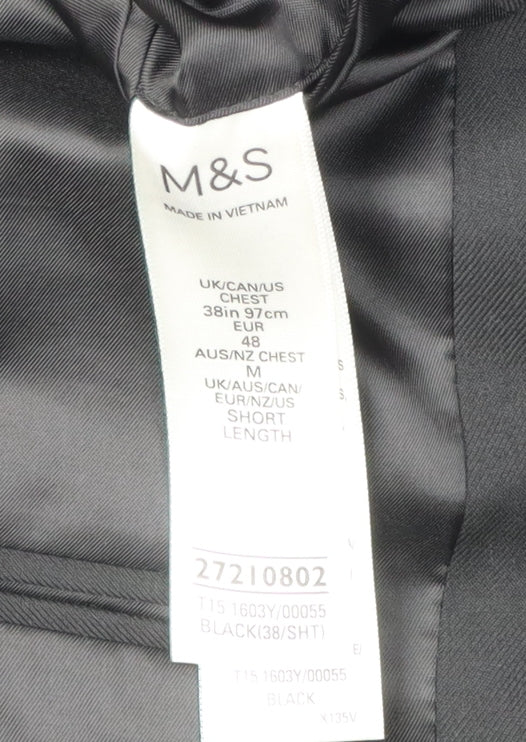 M&S
MADE IN VIETNAM
UK/CAN/US
CHEST
38in 97cm
EUR
48
AUS/NZ CHEST
M
UK/AUS/CAN/
EUR/NZ/US
SHORT
LENGTH
27210802
T15 1603Y/00055
BLACK(38/SHT)
E/
T15 1603Y/00055
BLACK
X135V